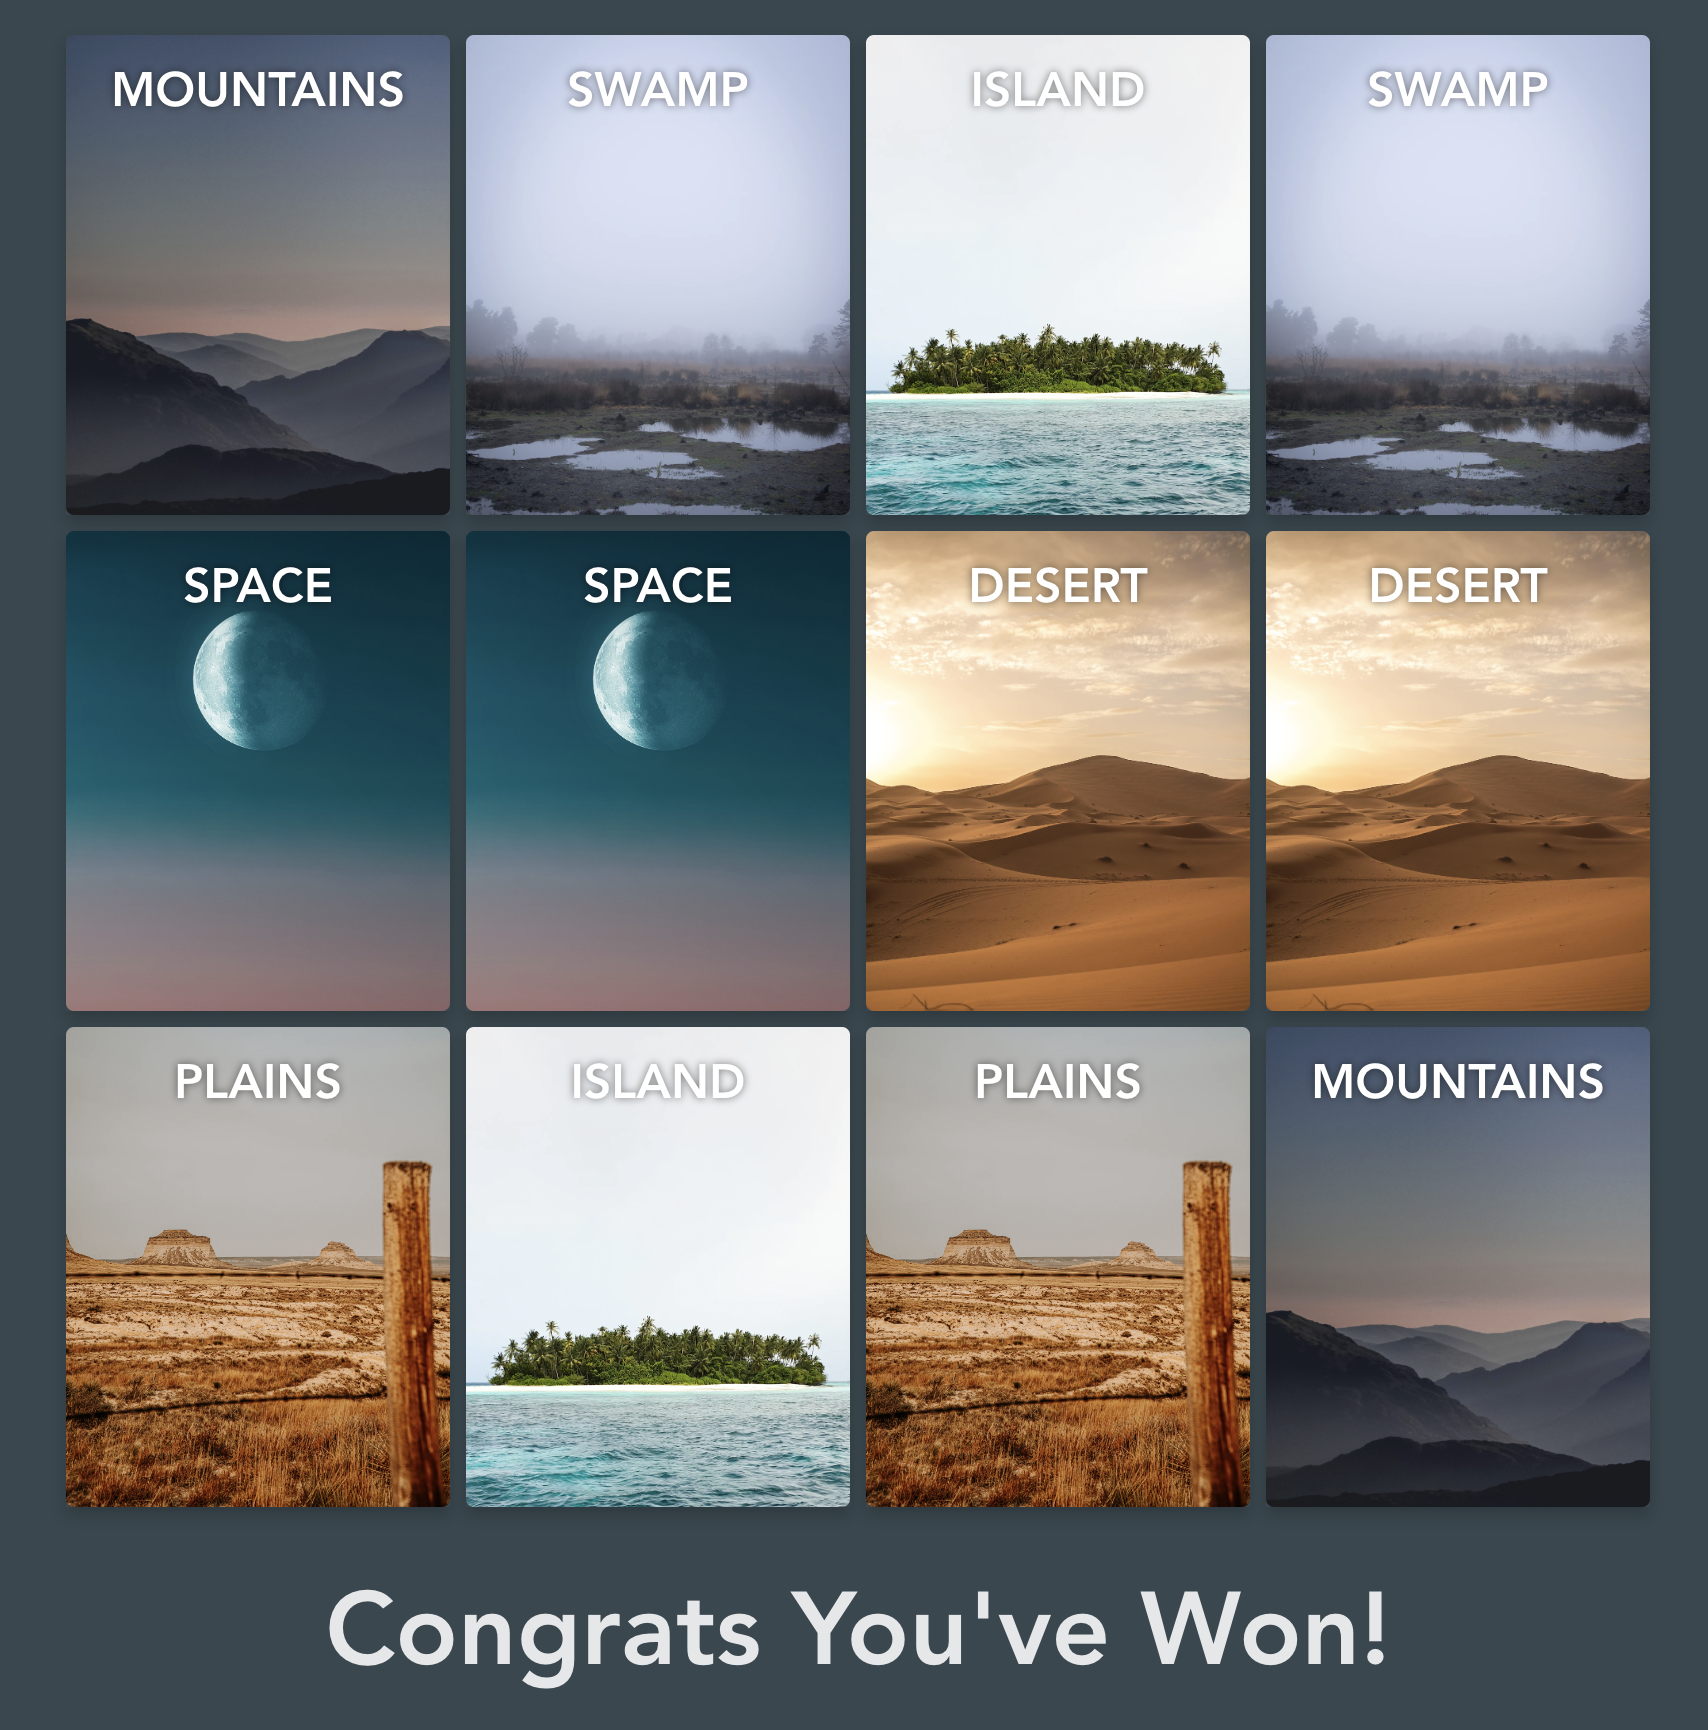 MOUNTAINS
SWAMP
ISLAND
SWAMP
SPACE
SPACE
DESERT
DESERT
PLAINS
ISLAND
PLAINS
MOUNTAINS
Congrats You've Won!